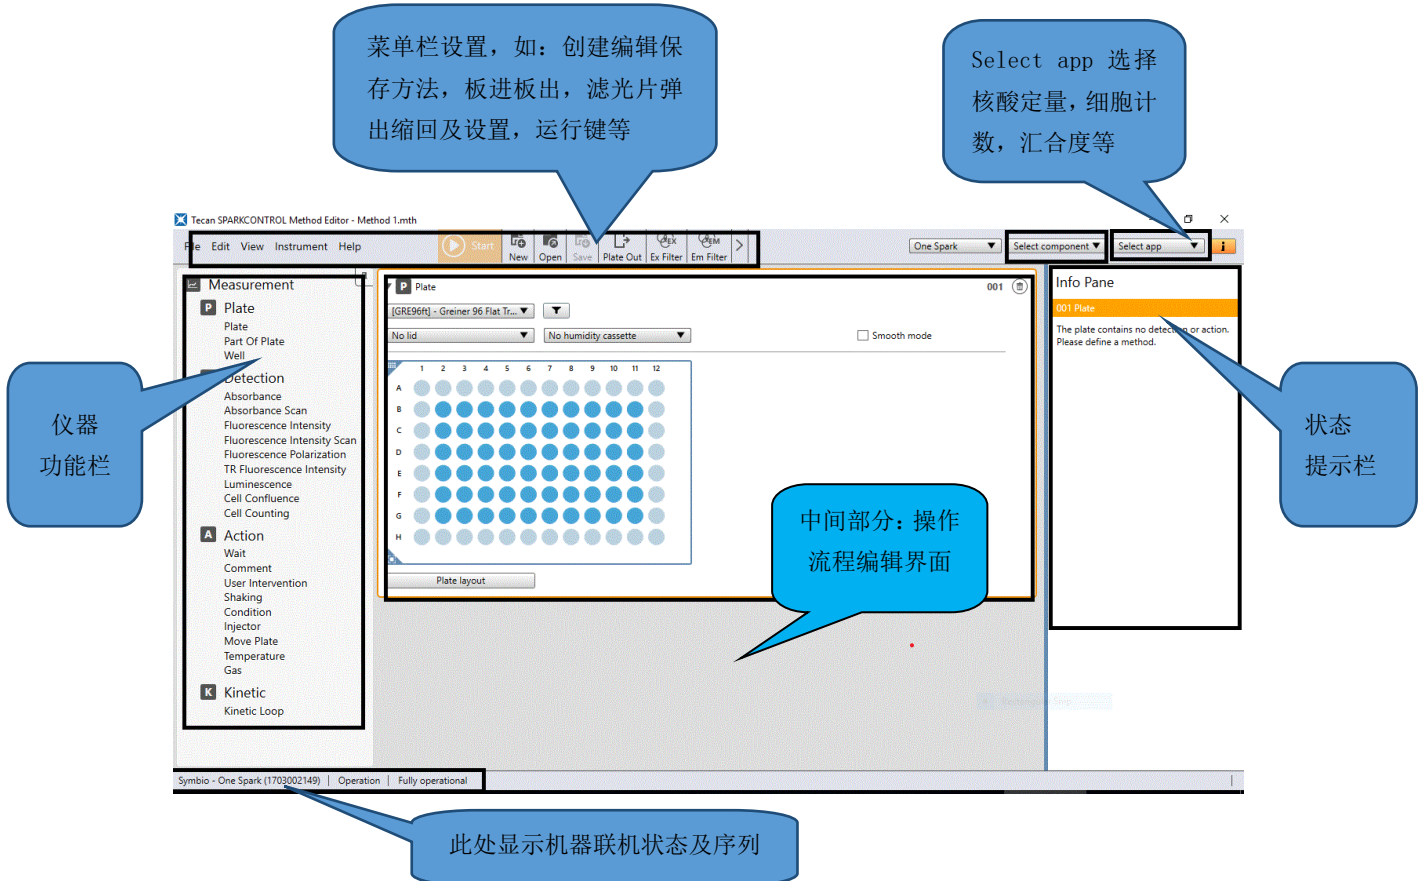 菜单栏设置，如：创建编辑保
存方法，板进板出，滤光片弹
出缩回及设置，运行键等
Select app 选择
核酸定量，细胞计
数，汇合度等
Tecan SPARKCONTROL Method Editor - Method 1.mth
File Edit View Instrument Help
Start
New Open Save Plate Out Ex Filter Em Filter
EX EM
One Spark
Select component
Select app
i
Measurement
P Plate
Plate
Part Of Plate
Well
Detection
Absorbance
Absorbance Scan
Fluorescence Intensity
Fluorescence Intensity Scan
Fluorescence Polarization
TR Fluorescence Intensity
Luminescence
Cell Confluence
Cell Counting
A Action
Wait
Comment
User Intervention
Shaking
Condition
Injector
Move Plate
Temperature
Gas
K Kinetic
Kinetic Loop
P Plate
001
[GRE96ft] - Greiner 96 Flat Tr...
No lid
No humidity cassette
Smooth mode
1 2 3 4 5 6 7 8 9 10 11 12
A
B
C
D
E
F
G
H
Plate layout
Info Pane
001 Plate
The plate contains no detection or action.
Please define a method.
仪器
功能栏
状态
提示栏
中间部分：操作
流程编辑界面
Symbio - One Spark (1703002149) | Operation | Fully operational
此处显示机器联机状态及序列